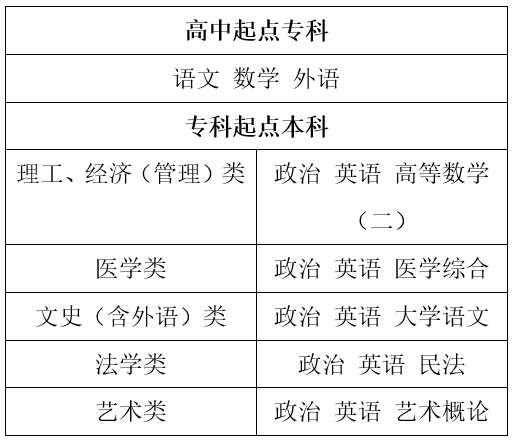 高中起点专科
语文 数学 外语
专科起点本科
理工、经济（管理）类 政治 英语 高等数学
（二）
医学类 政治 英语 医学综合
文史（含外语）类 政治 英语 大学语文
法学类 政治 英语 民法
艺术类 政治 英语 艺术概论